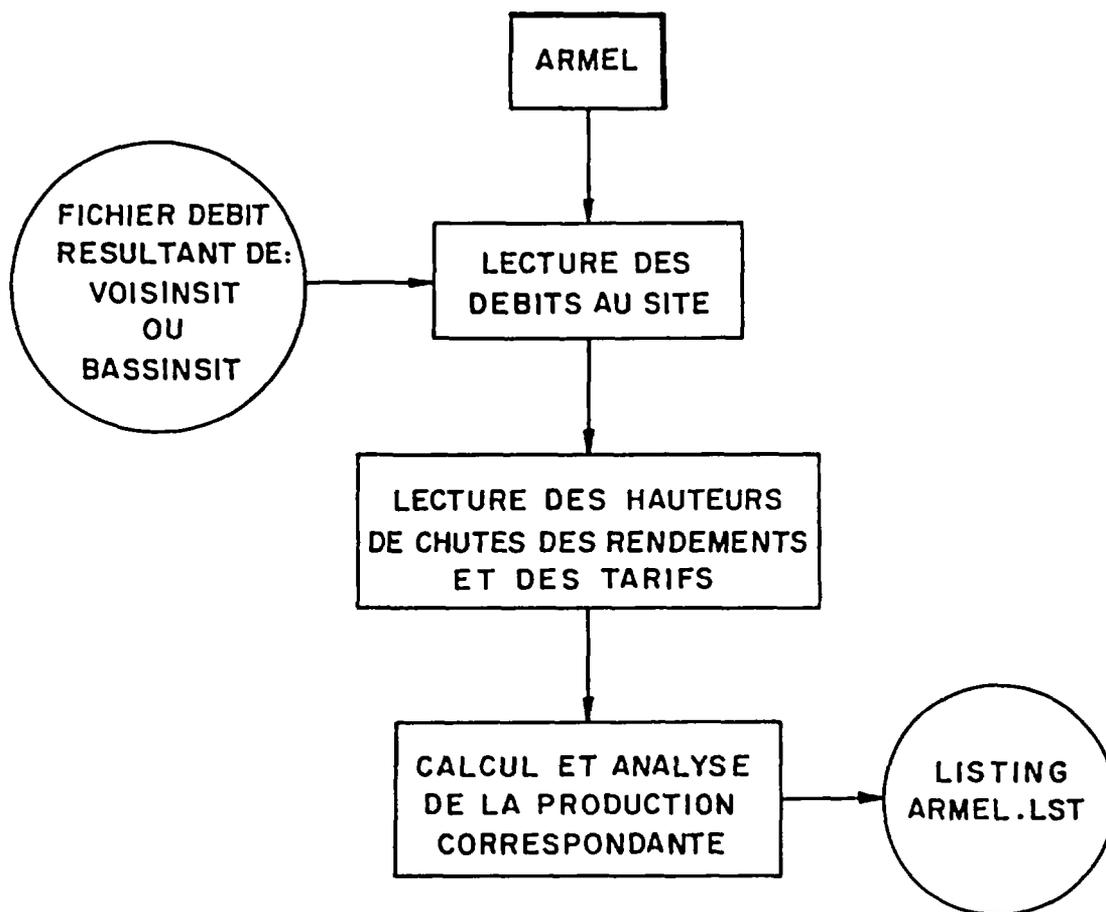 ARMEL
FICHIER DEBIT
RESULTANT DE:
VOISINSIT
OU
BASSINSIT
LECTURE DES
DEBITS AU SITE
LECTURE DES HAUTEURS
DE CHUTES DES RENDEMENTS
ET DES TARIFS
CALCUL ET ANALYSE
DE LA PRODUCTION
CORRESPONDANTE
LISTING
ARMEL.LST